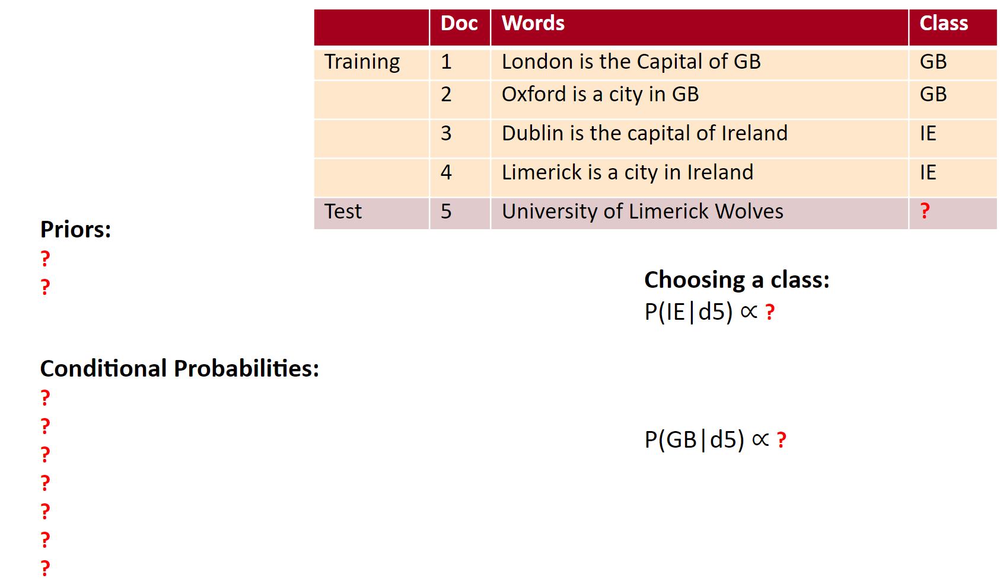 Doc Words Class
Training 1 London is the Capital of GB GB
2 Oxford is a city in GB GB
3 Dublin is the capital of Ireland IE
4 Limerick is a city in Ireland IE
Test 5 University of Limerick Wolves ?
Priors:
?
?
Conditional Probabilities:
?
?
?
?
?
?
?
Choosing a class:
P(IE|d5) ∝ ?
P(GB|d5) ∝ ?